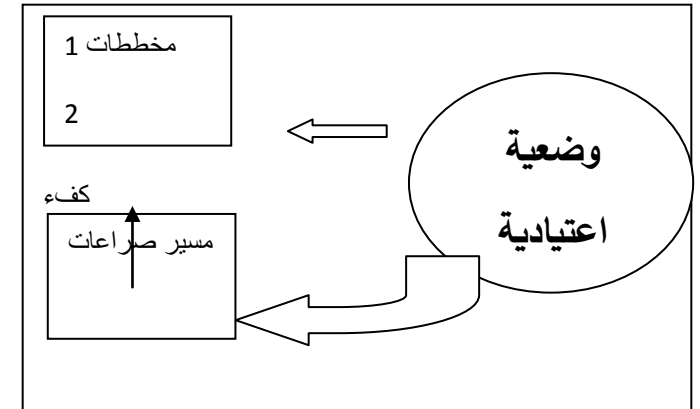 مخططات 1
2
وضعية
اعتيادية
كفء
مسير صراعات